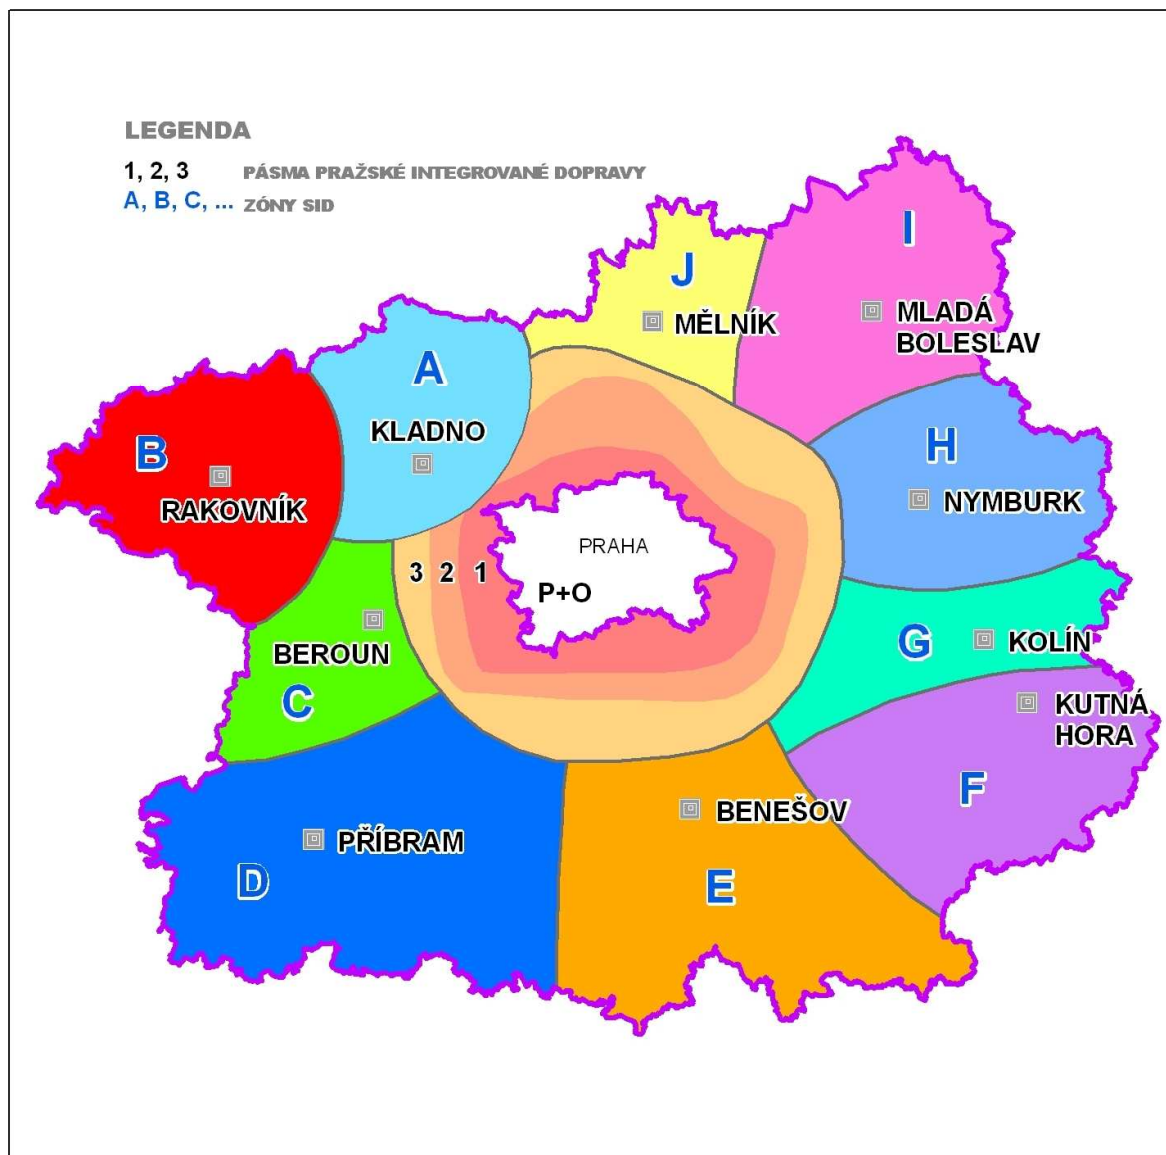 LEGENDA
1, 2, 3 PÁSMA PRAŽSKÉ INTEGROVANÉ DOPRAVY
A, B, C, ... ZÓNY SID
I
J
MLADÁ
BOLESLAV
MĚLNÍK
A
KLADNO
B
RAKOVNÍK
H
NYMBURK
PRAHA
3 2 1
P+O
BEROUN
C
G
KOLÍN
KUTNÁ
HORA
F
BENEŠOV
PŘÍBRAM
D
E